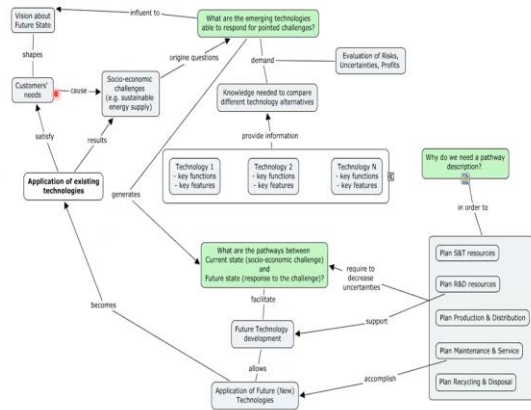 Vision about
Future State
influent to
What are the emerging technologies
able to respond for pointed challenges?
shapes
origine questions
demand
Evaluation of Risks,
Uncertainties, Profits
Customers'
needs
cause
Socio-economic
challenges
(e.g. sustainable
energy supply)
Knowledge needed to compare
different technology alternatives
satisfy
results
provide information
Application of existing
technologies
generates
Technology 1
- key functions
- key features
Technology 2
- key functions
- key features
Technology N
- key functions
- key features
Why do we need a pathway
description?
in order to
What are the pathways between
Current state (socio-economic challenge)
and
Future state (response to the challenge)?
require to
decrease
uncertainties
Plan S&T resources
Plan R&D resources
Plan Production & Distribution
Plan Maintenance & Service
Plan Recycling & Disposal
becomes
facilitate
support
Future Technology
development
allows
accomplish
Application of Future (New)
Technologies